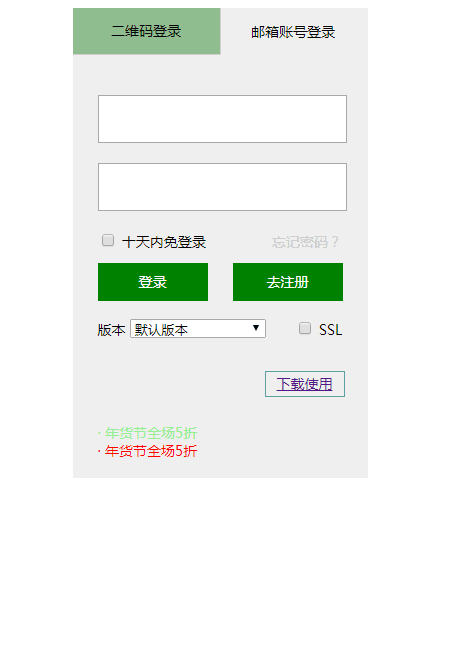 二维码登录 邮箱账号登录
十天内免登录 忘记密码？
登录 去注册
版本 默认版本 SSL
下载使用
· 年货节全场5折
· 年货节全场5折